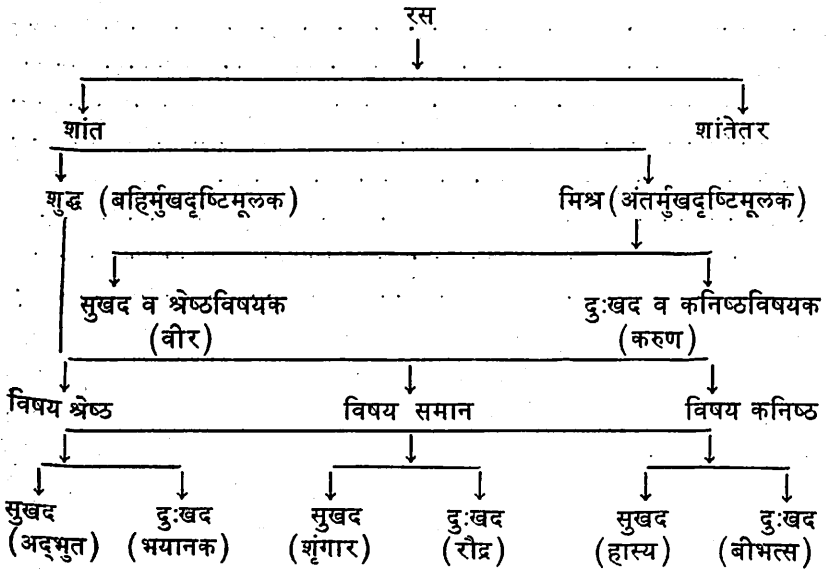 रस
शांत शांतेतर
शुद्ध (बहिर्मुखदृष्टिमूलक) मिश्र (अंतर्मुखदृष्टिमूलक)
सुखद व श्रेष्ठविषयक दुःखद व कनिष्ठविषयक
(वीर) (करुण)
विषय श्रेष्ठ विषय समान विषय कनिष्ठ
सुखद दुःखद सुखद दुःखद सुखद दुःखद
(अद्‌भुत) (भयानक) (शृंगार) (रौद्र) (हास्य) (बीभत्स)